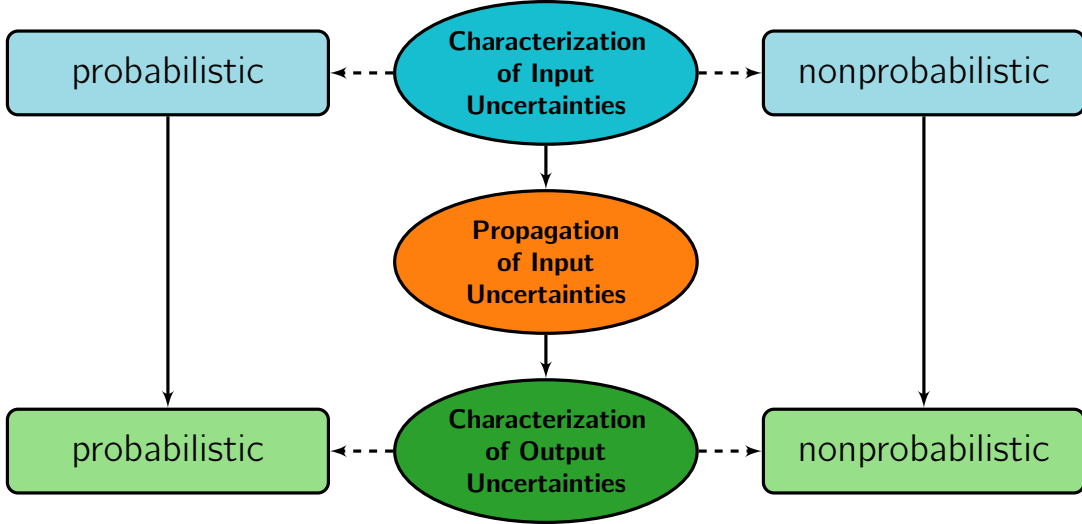 probabilistic
Characterization
of Input
Uncertainties
nonprobabilistic
Propagation
of Input
Uncertainties
probabilistic
Characterization
of Output
Uncertainties
nonprobabilistic